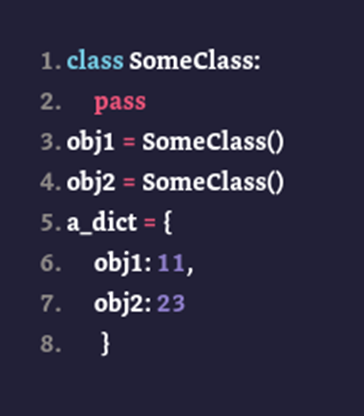 1. class SomeClass:
2.     pass
3. obj1 = SomeClass()
4. obj2 = SomeClass()
5. a_dict = {
6.     obj1: 11,
7.     obj2: 23
8.      }